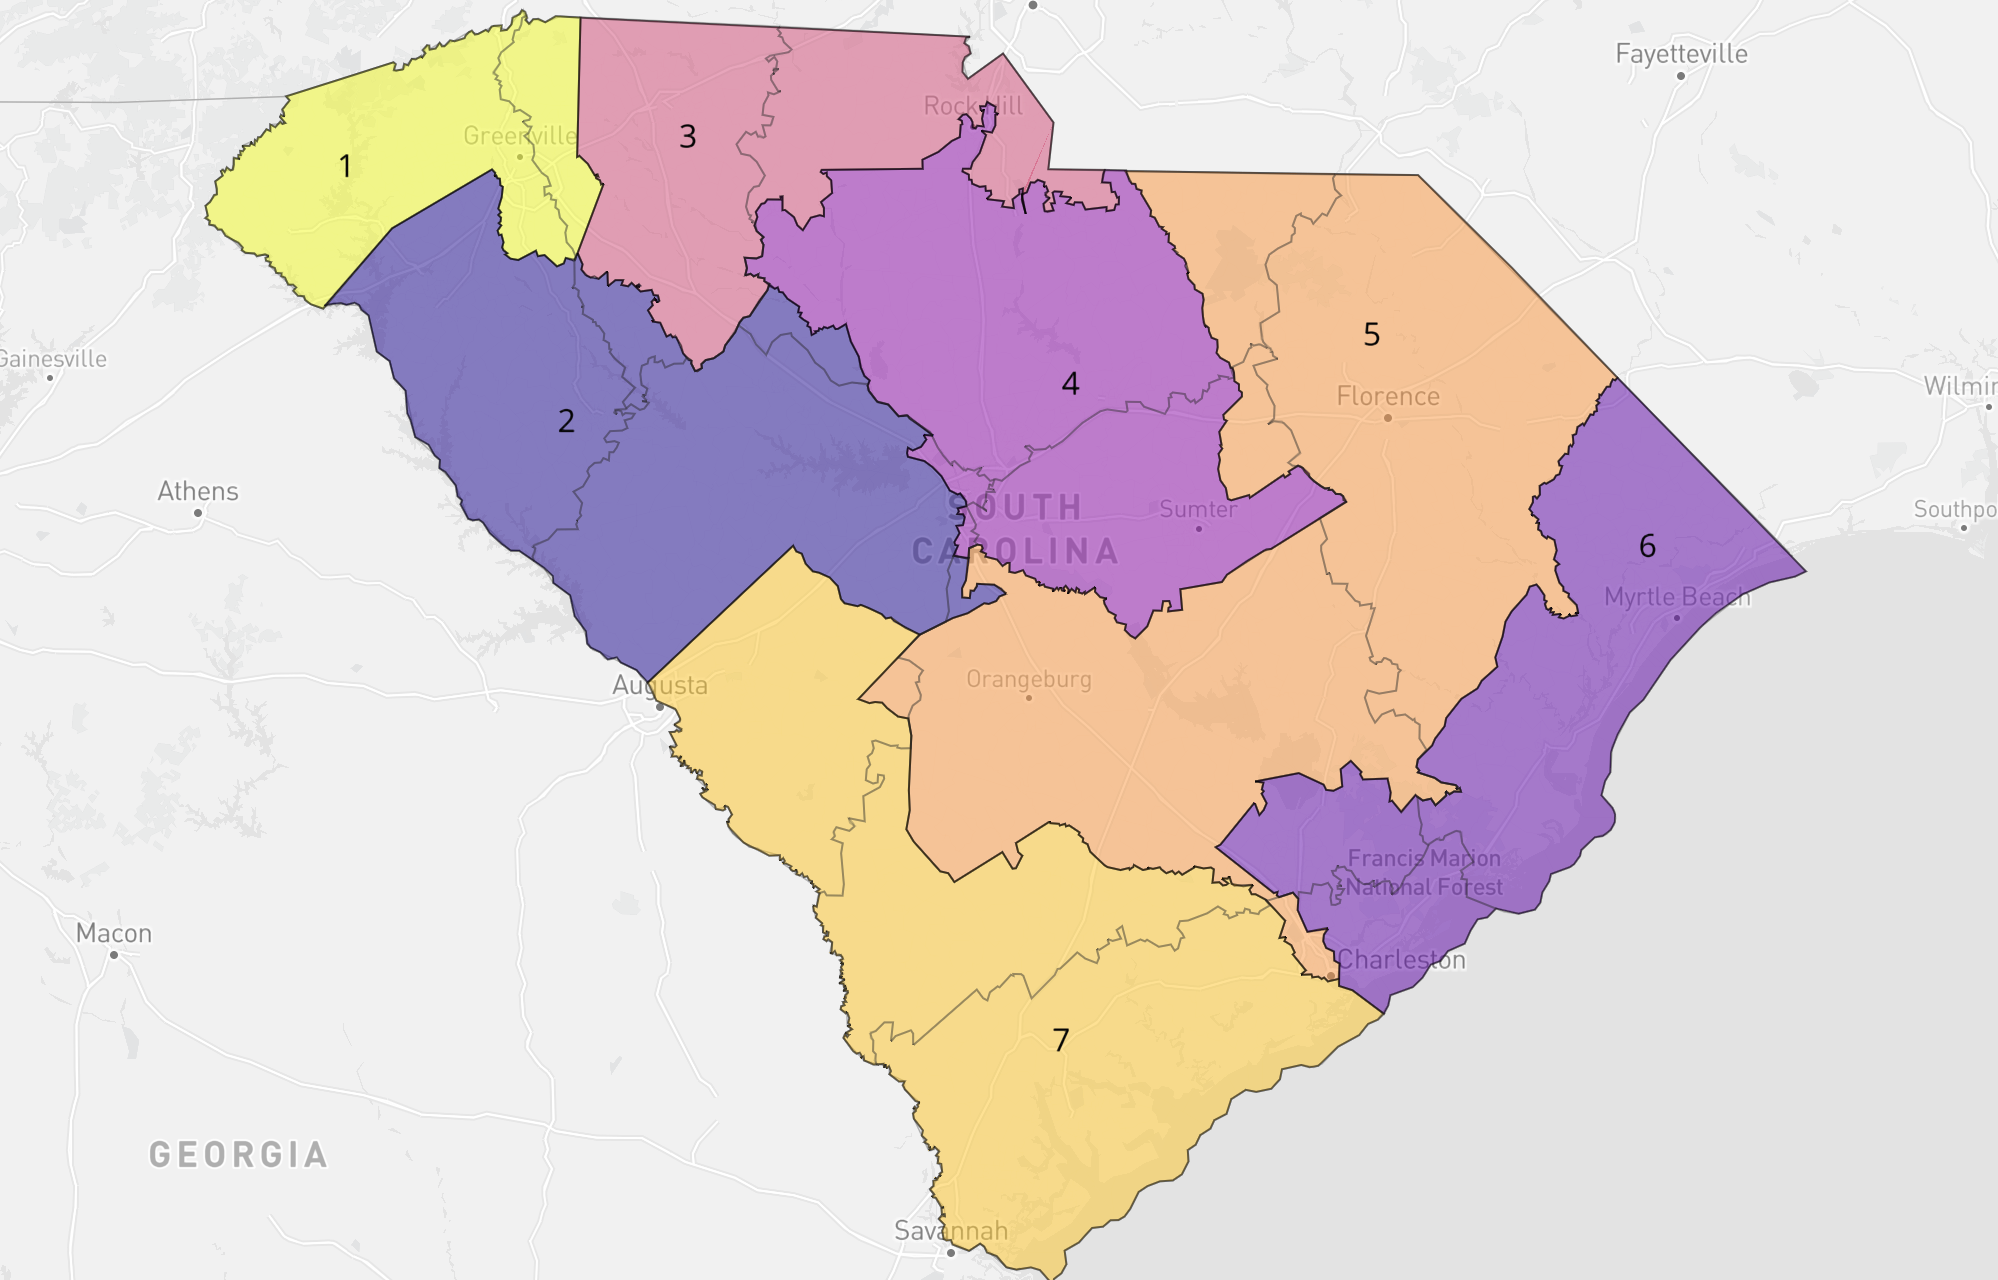 Fayetteville
Rock Hill
Greenville
3
1
5
Gainesville
4
Florence
Wilmin
2
Athens
SOUTH
CAROLINA
Sumter
Southpo
6
Myrtle Beach
Augusta
Orangeburg
Francis Marion
National Forest
Macon
Charleston
7
GEORGIA
Savannah